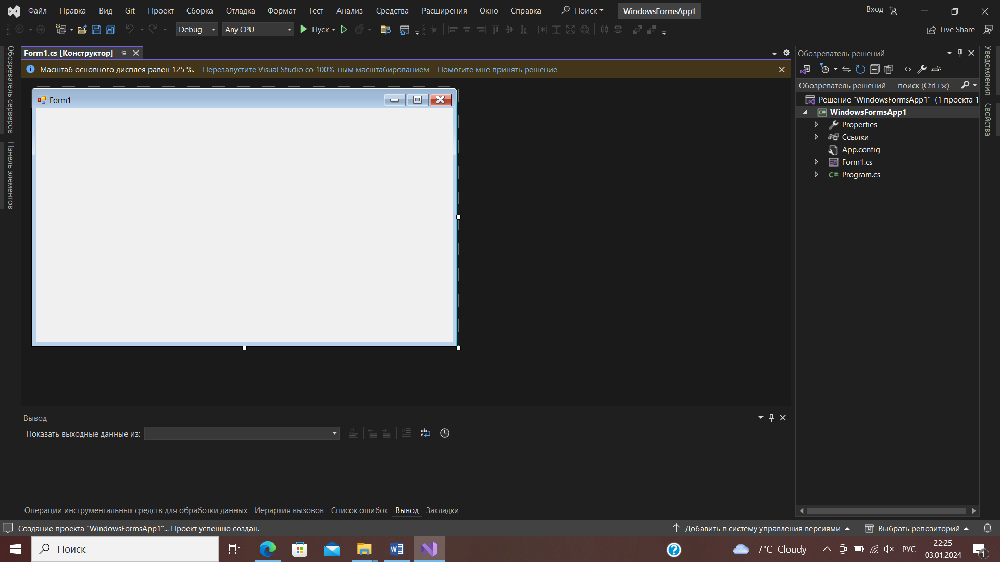 Файл Правка Вид Git Проект Сборка Отладка Формат Тест Анализ Средства Расширения Окно Справка Поиск WindowsFormsApp1 Вход
Debug Any CPU Пуск Live Share
Обозреватель серверов
Панель элементов
Form1.cs [Конструктор]
Масштаб основного дисплея равен 125 %. Перезапустите Visual Studio со 100%-ным масштабированием Помогите мне принять решение
Form1
Вывод
Показать выходные данные из:
Операции инструментальных средств для обработки данных Иерархия вызовов Список ошибок Вывод Закладки
Обозреватель решений
Обозреватель решений — поиск (Ctrl+ж)
Решение "WindowsFormsApp1" (1 проекта 1
WindowsFormsApp1
Properties
Ссылки
App.config
Form1.cs
C# Program.cs
Уведомления
Свойства
Создание проекта "WindowsFormsApp1"... Проект успешно создан. Добавить в систему управления версиями Выбрать репозиторий
Поиск
-7°C Cloudy РУС
22:25
03.01.2024
1